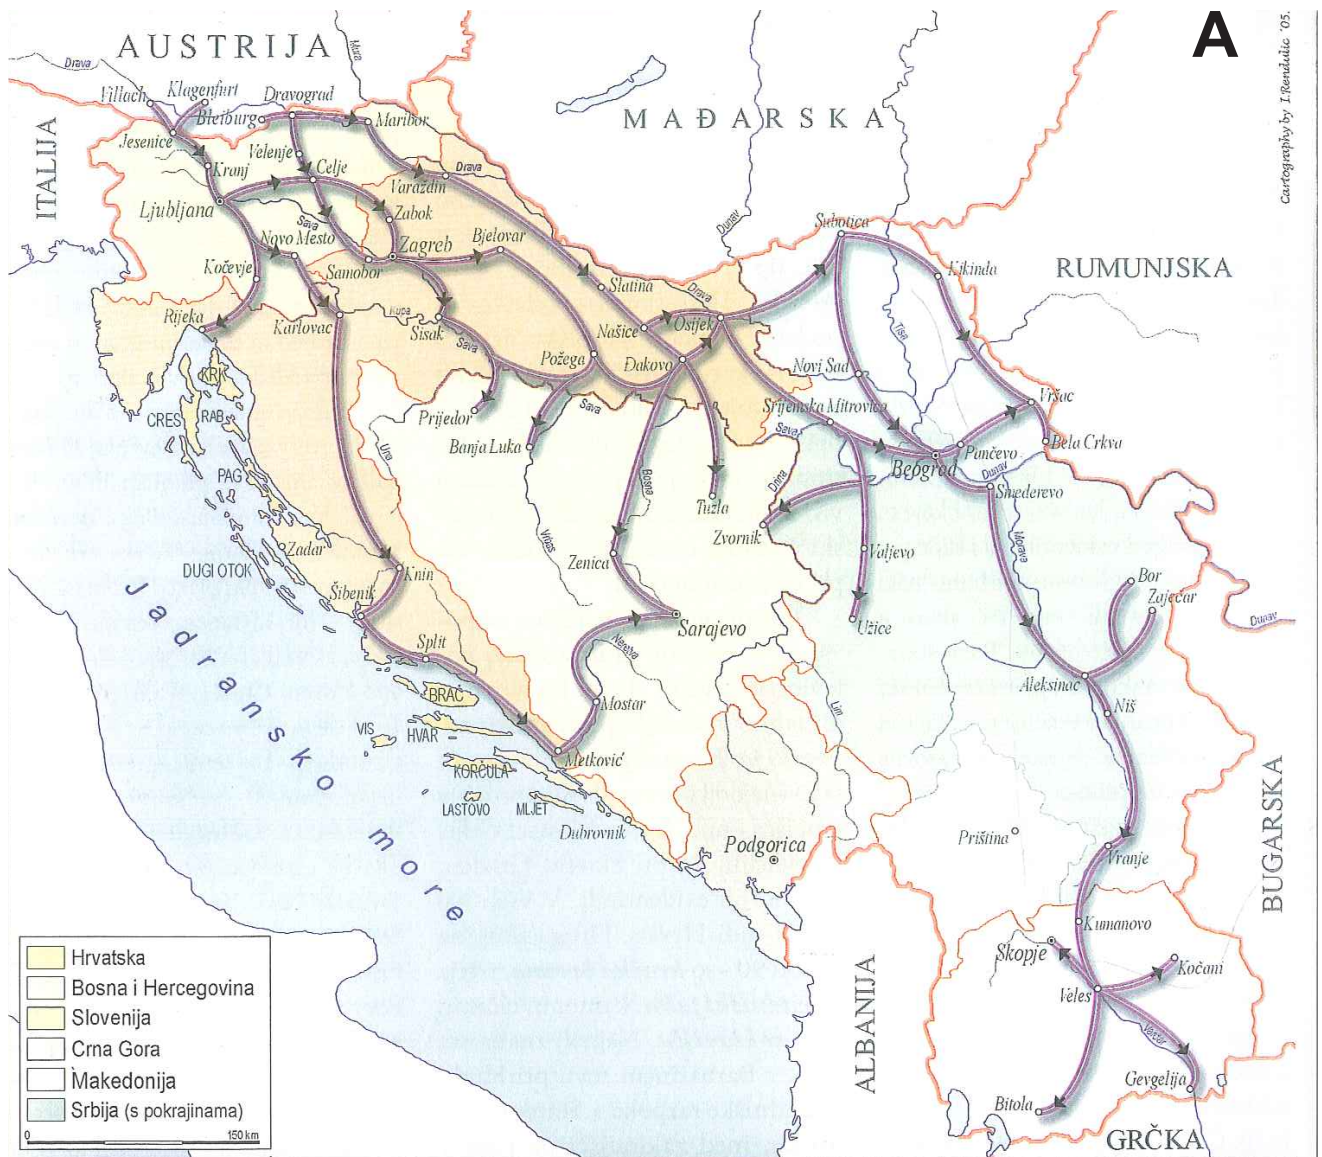 A
AUSTRIJA
Mura
Drava
Villach
Klagenfurt
Dravograd
Bleiburg
Maribor
MAĐARSKA
Cartography by I.Rendulić '05.
ITALIJA
Jesenice
Velenje
Kranj
Celje
Drava
Varaždin
Ljubljana
Zabok
Sava
Dunav
Subotica
Novo Mesto
Zagreb
Bjelovar
Kočevje
Samobor
Kikinda
RUMUNJSKA
Slatina
Drava
Rijeka
Karlovac
Kupa
Sisak
Našice
Osijek
Tisa
Sava
Požega
Đakovo
Novi Sad
KRK
CRES
RAB
Prijedor
Sava
Srijemska Mitrovica
Vršac
Banja Luka
Sava
Beograd
Pančevo
Bela Crkva
Una
PAG
Bosna
Drina
Dunav
Smederevo
Tuzla
Zvornik
Vrbas
Morava
Zadar
Zenica
Valjevo
DUGI OTOK
Knin
Bor
Šibenik
Zaječar
Dunav
Jadransko more
Split
Neretva
Sarajevo
Užice
BRAČ
Mostar
Lim
Aleksinac
Niš
VIS
HVAR
Metković
KORČULA
LASTOVO
MLJET
Dubrovnik
Podgorica
Priština
Vranje
BUGARSKA
Kumanovo
Skopje
Kočani
Veles
ALBANIJA
Vardar
Gevgelija
Bitola
GRČKA
Hrvatska
Bosna i Hercegovina
Slovenija
Crna Gora
Makedonija
Srbija (s pokrajinama)
0 150 km